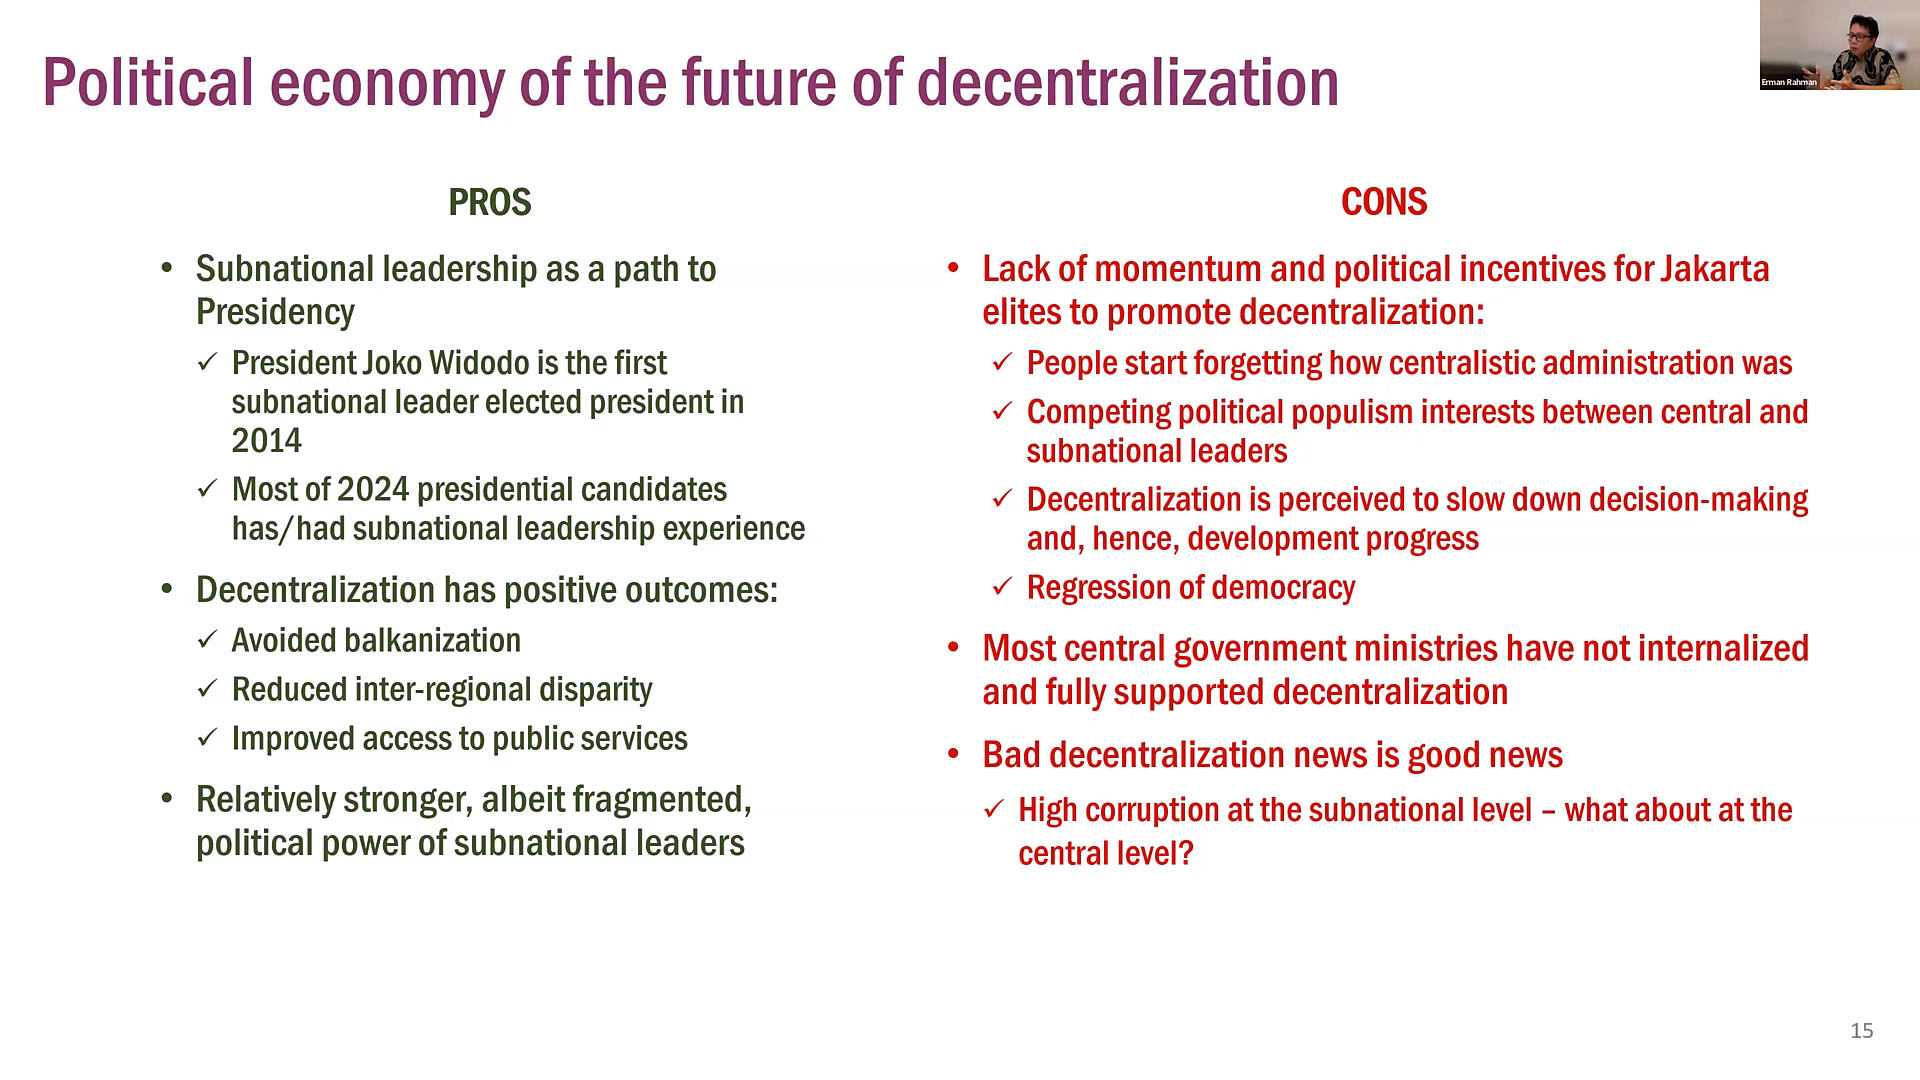 Political economy of the future of decentralization
Erman Rahman
PROS
• Subnational leadership as a path to
Presidency
✓ President Joko Widodo is the first
subnational leader elected president in
2014
✓ Most of 2024 presidential candidates
has/had subnational leadership experience
• Decentralization has positive outcomes:
✓ Avoided balkanization
✓ Reduced inter-regional disparity
✓ Improved access to public services
• Relatively stronger, albeit fragmented,
political power of subnational leaders
CONS
• Lack of momentum and political incentives for Jakarta
elites to promote decentralization:
✓ People start forgetting how centralistic administration was
✓ Competing political populism interests between central and
subnational leaders
✓ Decentralization is perceived to slow down decision-making
and, hence, development progress
✓ Regression of democracy
• Most central government ministries have not internalized
and fully supported decentralization
• Bad decentralization news is good news
✓ High corruption at the subnational level – what about at the
central level?
15